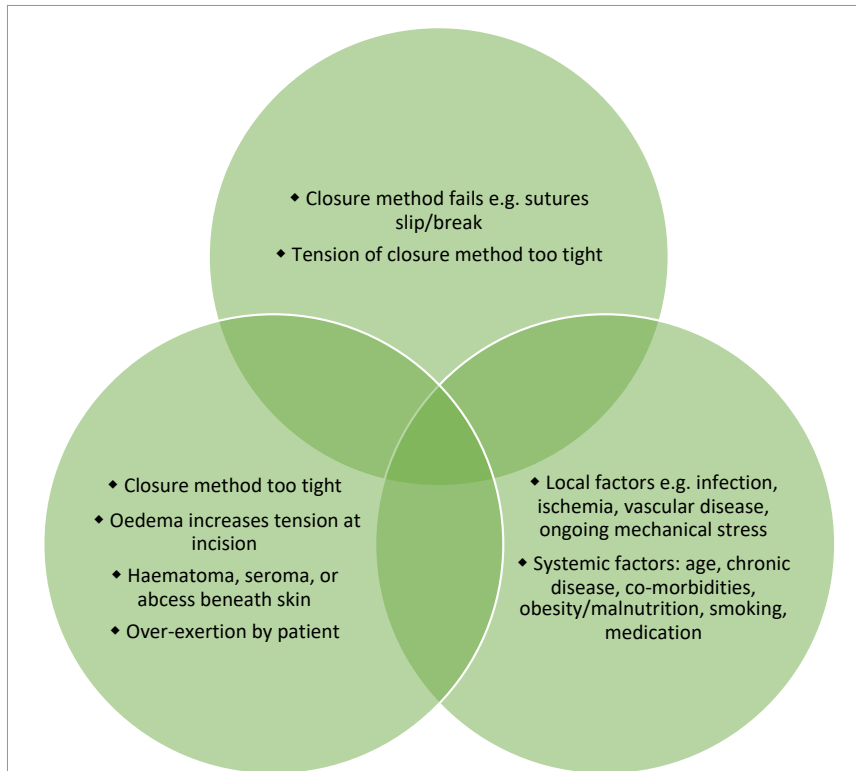 ◆ Closure method fails e.g. sutures
slip/break
◆ Tension of closure method too tight
◆ Closure method too tight
◆ Oedema increases tension at
incision
◆ Haematoma, seroma, or
abcess beneath skin
◆ Over-exertion by patient
◆ Local factors e.g. infection,
ischemia, vascular disease,
ongoing mechanical stress
◆ Systemic factors: age, chronic
disease, co-morbidities,
obesity/malnutrition, smoking,
medication